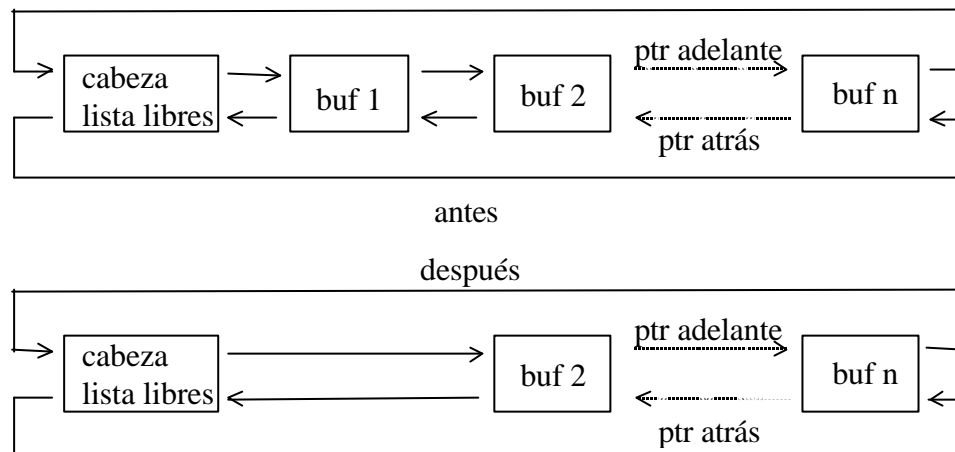 ptr adelante
cabeza
lista libres
buf 1
buf 2
buf n
ptr atrás
antes
después
ptr adelante
cabeza
lista libres
buf 2
buf n
ptr atrás